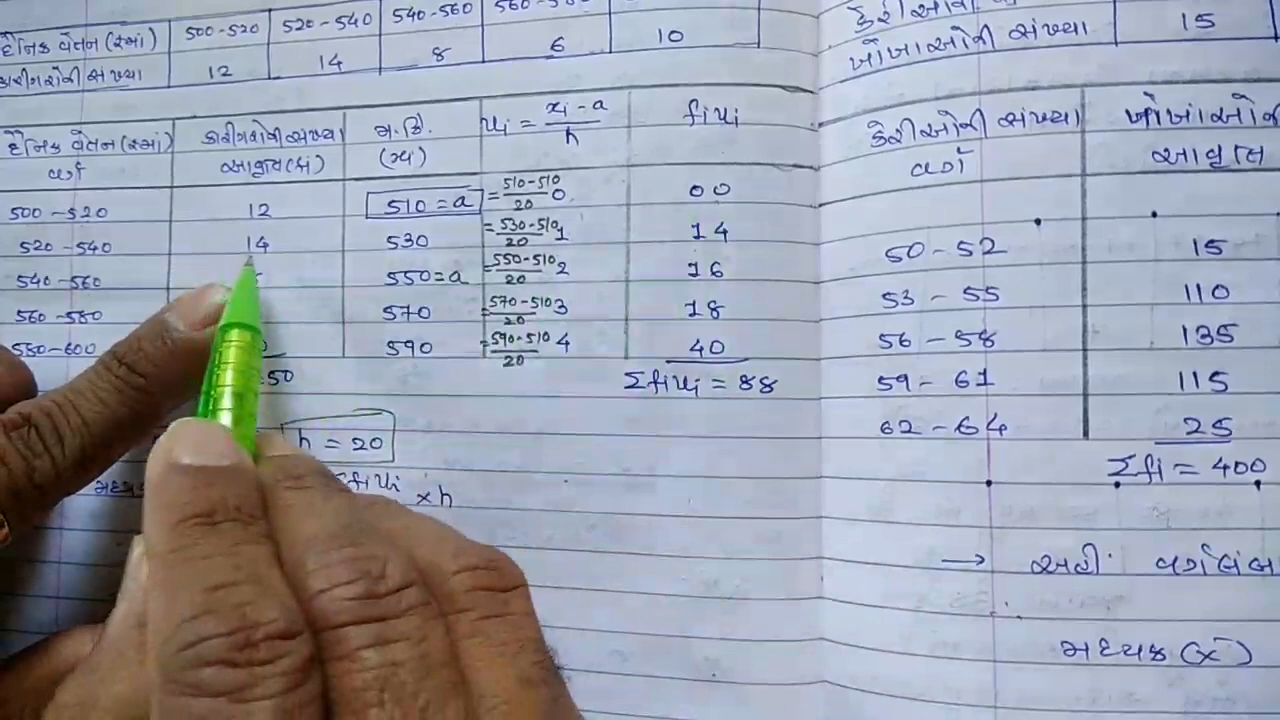 દૈનિક વેતન (રૂમાં) 500-520 520-540 540-560
કારીગરોની સંખ્યા 12 14 8 6 10
દૈનિક વેતન (રૂમાં) કારીગરોની સંખ્યા મ.કિં. uᵢ = xᵢ - a / h fiui
વર્ગ આવૃત્તિ (xi)
500-520 12 510 = a = 510-510 / 20 0 00
520-540 14 530 = 530-510 / 20 1 14
540-560 550 = a = 550-510 / 20 2 16
560-580 570 = 570-510 / 20 3 18
580-600 590 = 590-510 / 20 4 40
50 Σfiui = 88
h = 20
× h
કેરીઓની
ખોખાઓની સંખ્યા 15
કેરીઓની સંખ્યા
વર્ગ આવૃત્તિ
50-52 15
53-55 110
56-58 135
59-61 115
62-64 25
Σfi = 400
→ અહીં
મધ્યક (x̄)